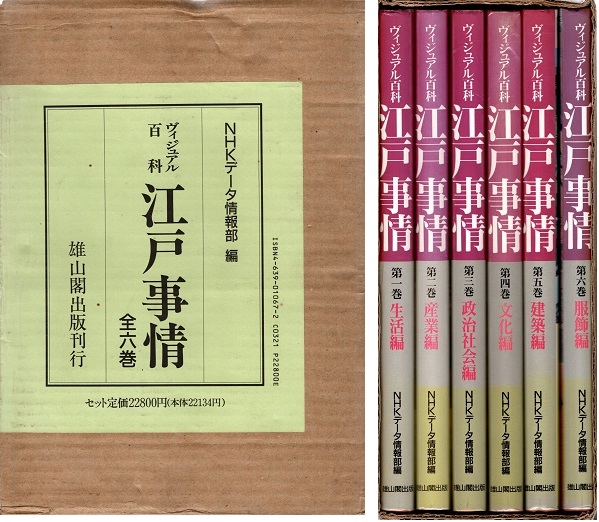 NHKデータ情報部 編
ヴィジュアル百科
江戸事情
全六巻
雄山閣出版刊行
セット定価22800円(本体22134円)
ISBN4-639-01067-2 C0321 P22800E
ヴィジュアル百科 江戸事情 第一巻 生活編 NHKデータ情報部編 雄山閣出版
ヴィジュアル百科 江戸事情 第二巻 産業編 NHKデータ情報部編 雄山閣出版
ヴィジュアル百科 江戸事情 第三巻 政治社会編 NHKデータ情報部編 雄山閣出版
ヴィジュアル百科 江戸事情 第四巻 文化編 NHKデータ情報部編 雄山閣出版
ヴィジュアル百科 江戸事情 第五巻 建築編 NHKデータ情報部編 雄山閣出版
ヴィジュアル百科 江戸事情 第六巻 服飾編 NHKデータ情報部編 雄山閣出版